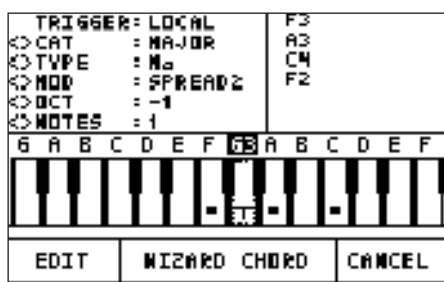 TRIGGER: LOCAL
<>CAT : MAJOR
<>TYPE : Ma
<>MOD : SPREAD2
<>OCT : -1
<>NOTES : 1
F3
A3
C4
F2
G A B C D E F G3 A B C D E F
EDIT WIZARD CHORD CANCEL